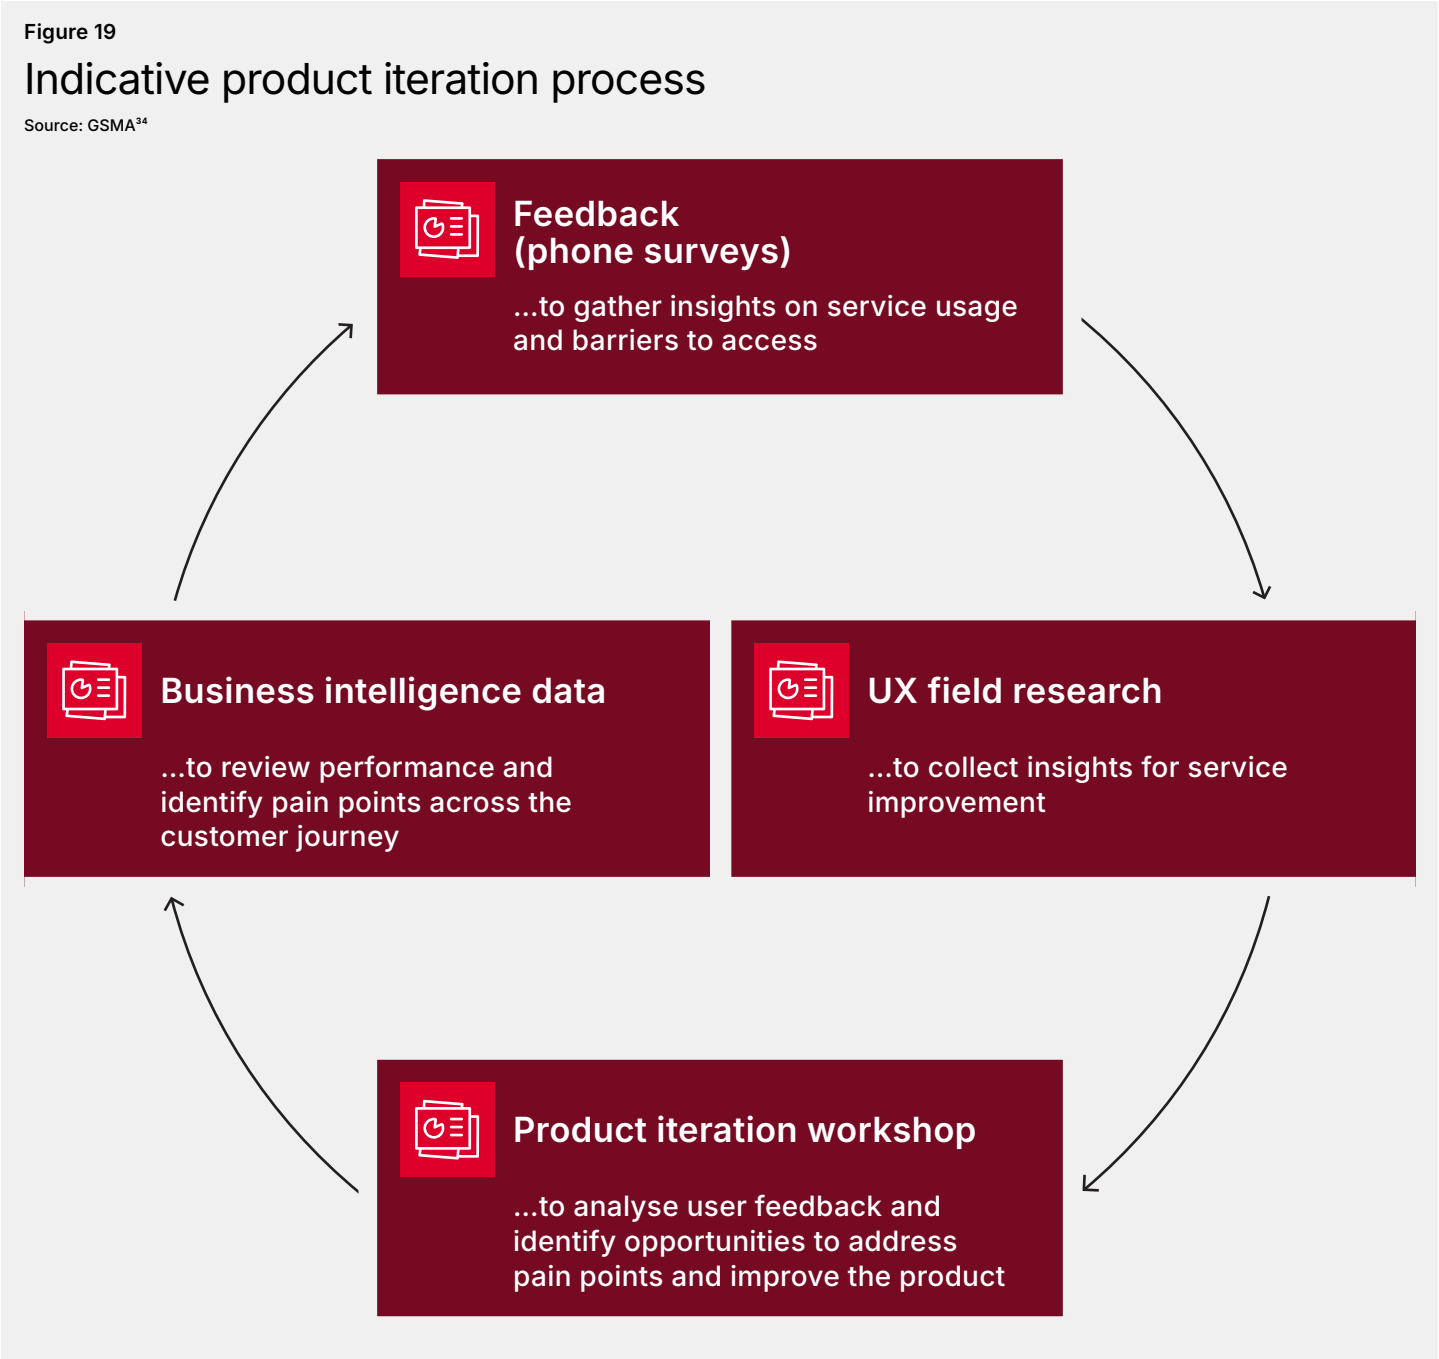 Figure 19
Indicative product iteration process
Source: GSMA³⁴
Feedback
(phone surveys)
...to gather insights on service usage
and barriers to access
Business intelligence data
...to review performance and
identify pain points across the
customer journey
UX field research
...to collect insights for service
improvement
Product iteration workshop
...to analyse user feedback and
identify opportunities to address
pain points and improve the product